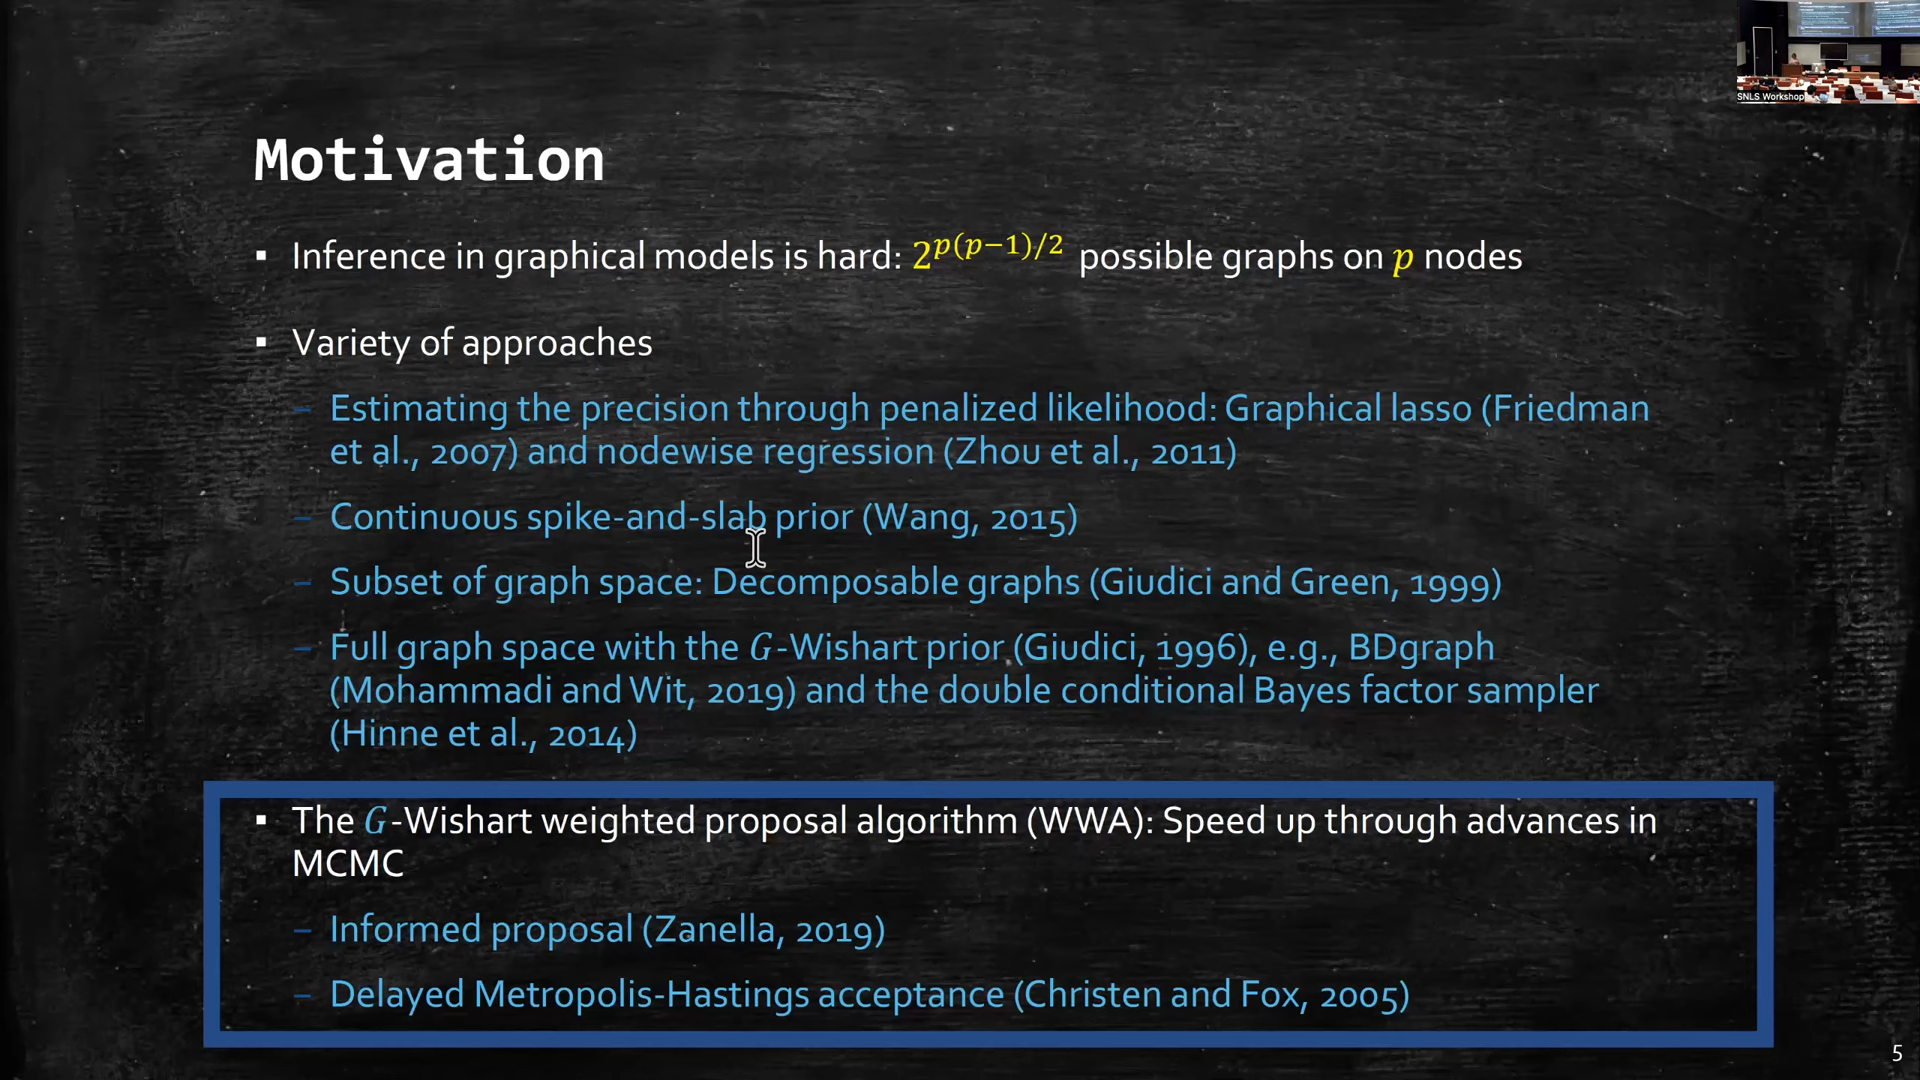 SNLS Workshop
Motivation
▪ Inference in graphical models is hard: $2^{p(p-1)/2}$ possible graphs on $p$ nodes
▪ Variety of approaches
– Estimating the precision through penalized likelihood: Graphical lasso (Friedman
et al., 2007) and nodewise regression (Zhou et al., 2011)
– Continuous spike-and-slab prior (Wang, 2015)
– Subset of graph space: Decomposable graphs (Giudici and Green, 1999)
– Full graph space with the $G$-Wishart prior (Giudici, 1996), e.g., BDgraph
(Mohammadi and Wit, 2019) and the double conditional Bayes factor sampler
(Hinne et al., 2014)
▪ The $G$-Wishart weighted proposal algorithm (WWA): Speed up through advances in
MCMC
– Informed proposal (Zanella, 2019)
– Delayed Metropolis-Hastings acceptance (Christen and Fox, 2005)
5